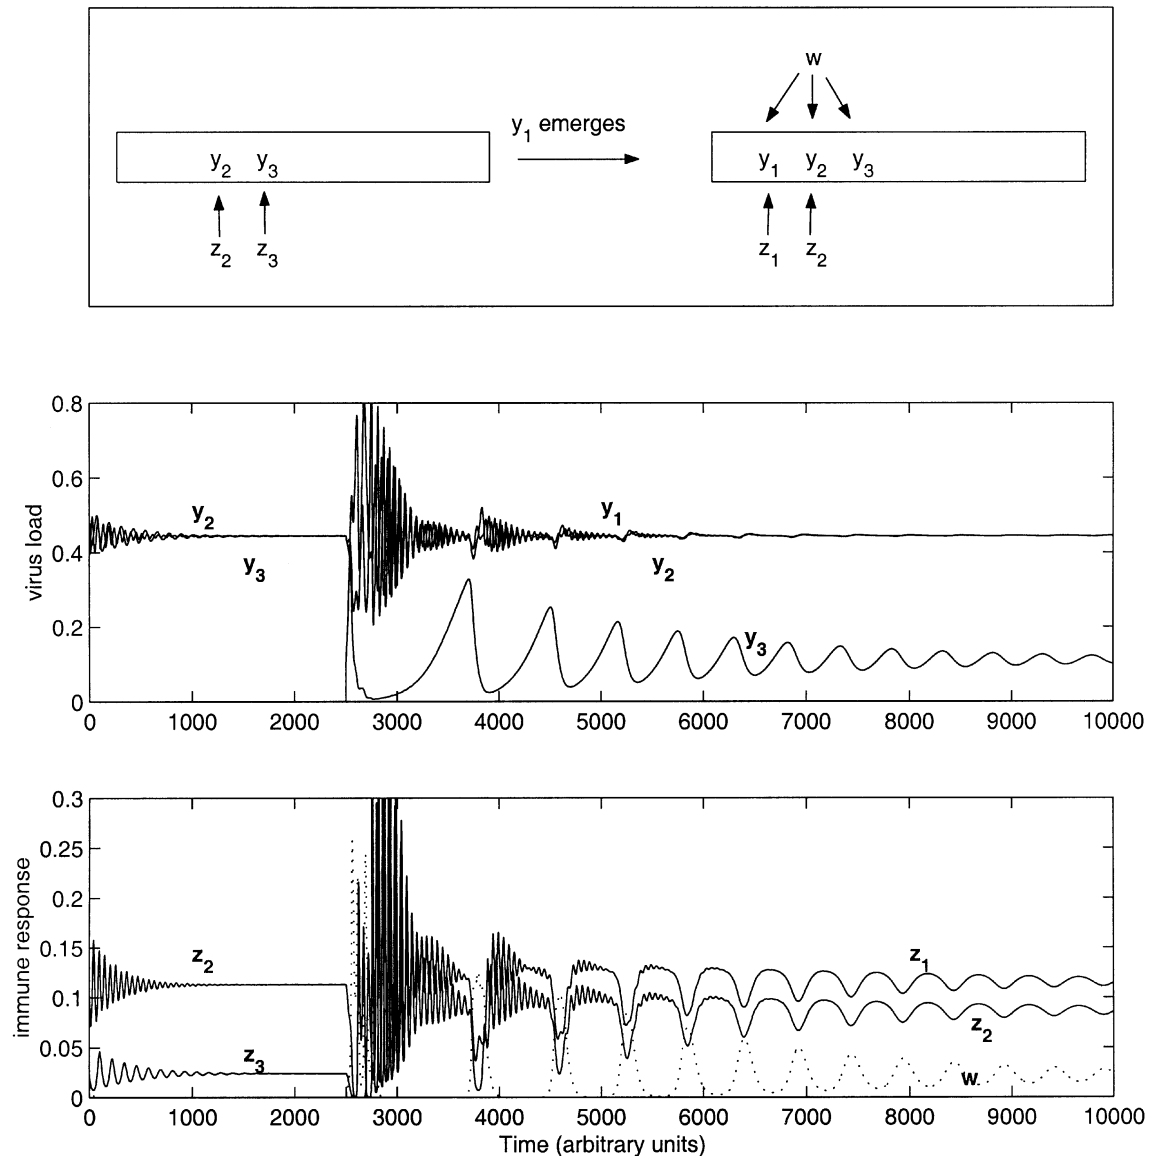 w
y1 emerges
y2 y3
y1 y2 y3
z2 z3
z1 z2
0.8
0.6
0.4
0.2
0
virus load
y2
y3
y1
y2
y3
0 1000 2000 3000 4000 5000 6000 7000 8000 9000 10000
0.3
0.25
0.2
0.15
0.1
0.05
0
immune response
z2
z3
z1
z2
w
0 1000 2000 3000 4000 5000 6000 7000 8000 9000 10000
Time (arbitrary units)